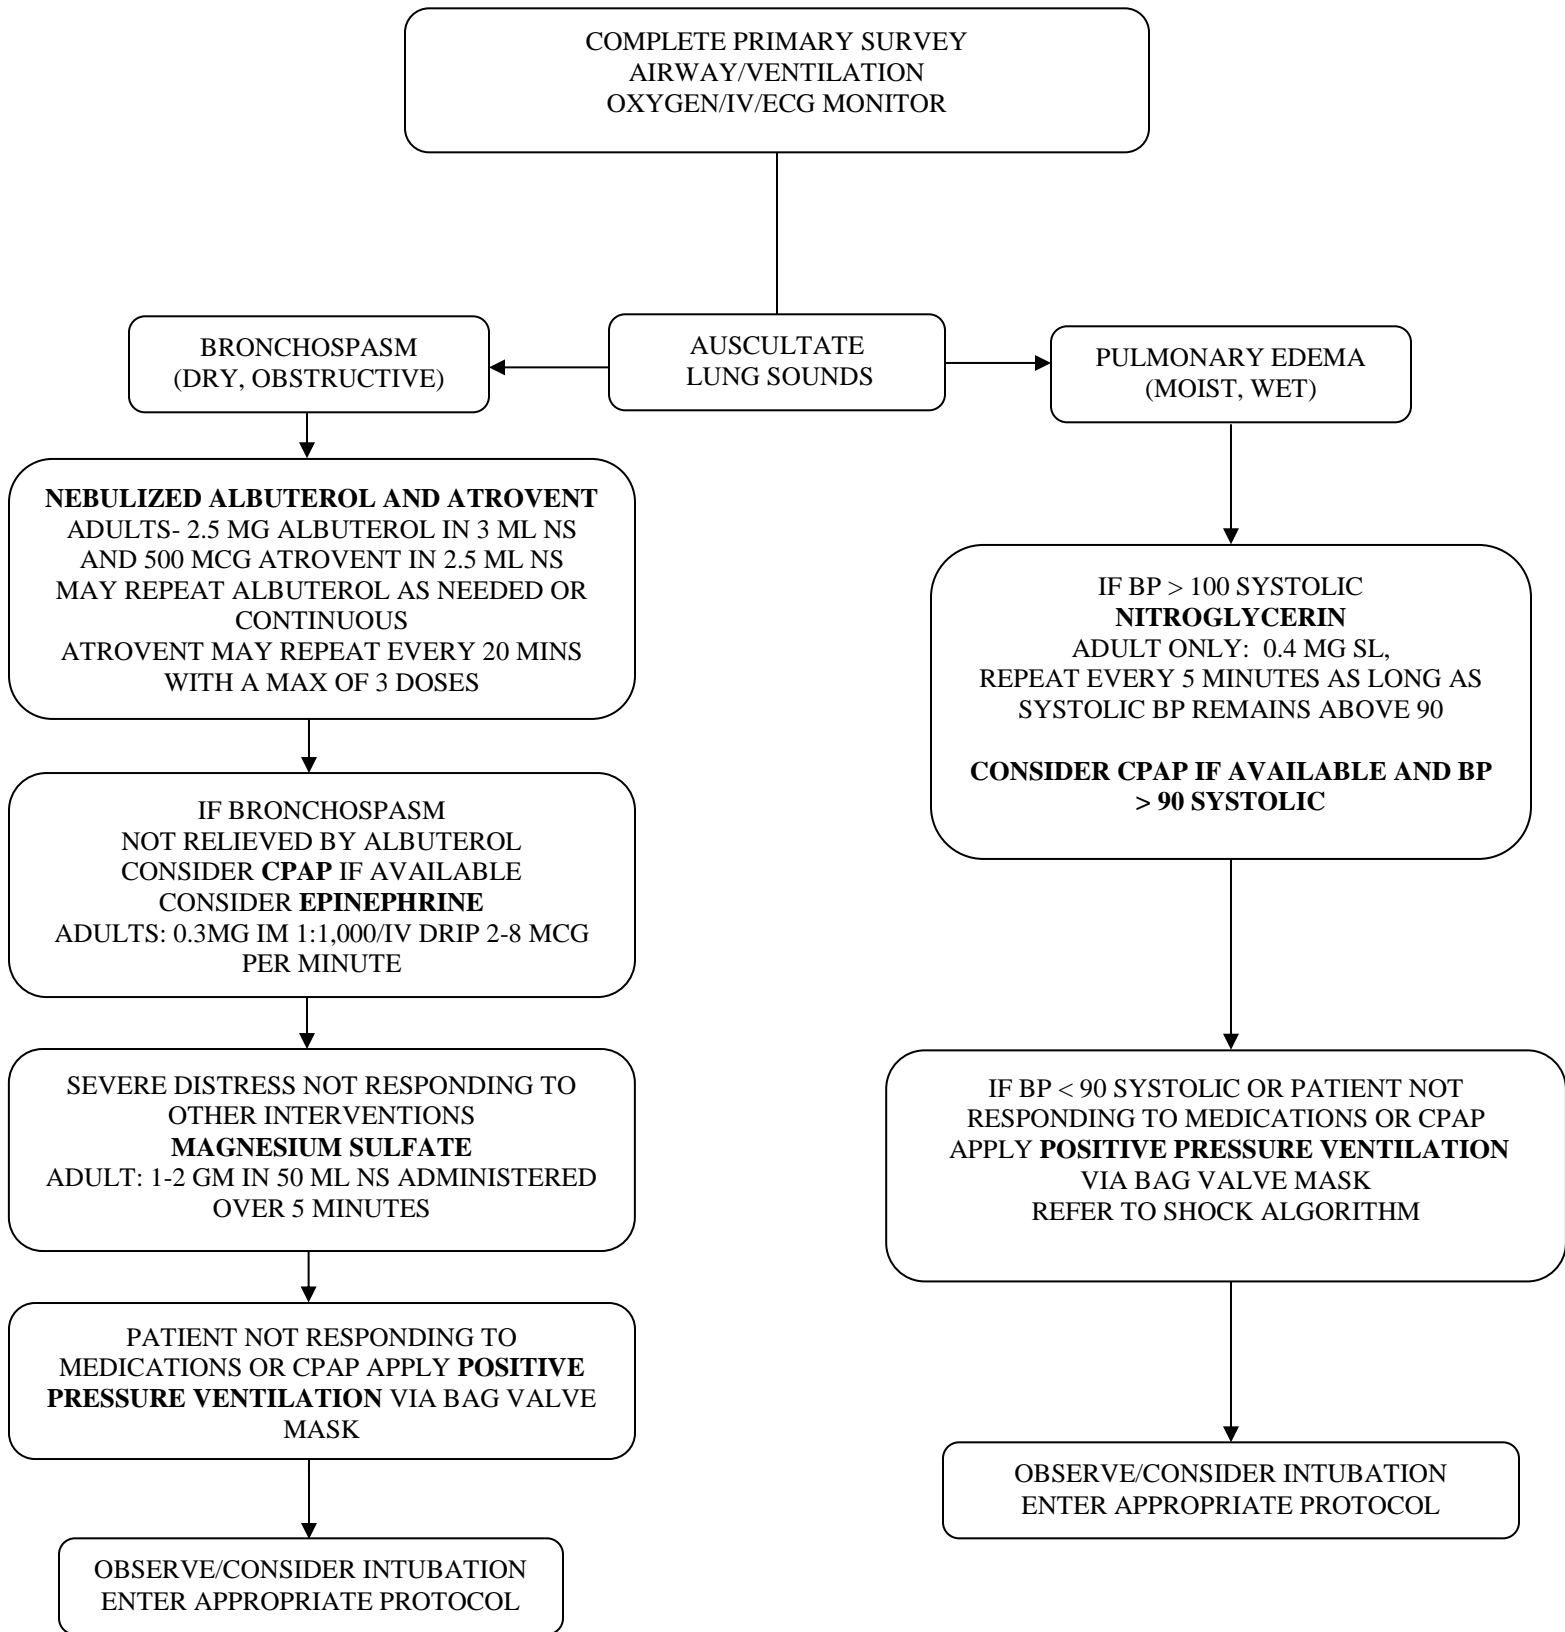 COMPLETE PRIMARY SURVEY
AIRWAY/VENTILATION
OXYGEN/IV/ECG MONITOR
AUSCULTATE
LUNG SOUNDS
BRONCHOSPASM
(DRY, OBSTRUCTIVE)
NEBULIZED ALBUTEROL AND ATROVENT
ADULTS- 2.5 MG ALBUTEROL IN 3 ML NS
AND 500 MCG ATROVENT IN 2.5 ML NS
MAY REPEAT ALBUTEROL AS NEEDED OR
CONTINUOUS
ATROVENT MAY REPEAT EVERY 20 MINS
WITH A MAX OF 3 DOSES
IF BRONCHOSPASM
NOT RELIEVED BY ALBUTEROL
CONSIDER CPAP IF AVAILABLE
CONSIDER EPINEPHRINE
ADULTS: 0.3MG IM 1:1,000/IV DRIP 2-8 MCG
PER MINUTE
SEVERE DISTRESS NOT RESPONDING TO
OTHER INTERVENTIONS
MAGNESIUM SULFATE
ADULT: 1-2 GM IN 50 ML NS ADMINISTERED
OVER 5 MINUTES
PATIENT NOT RESPONDING TO
MEDICATIONS OR CPAP APPLY POSITIVE
PRESSURE VENTILATION VIA BAG VALVE
MASK
OBSERVE/CONSIDER INTUBATION
ENTER APPROPRIATE PROTOCOL
PULMONARY EDEMA
(MOIST, WET)
IF BP > 100 SYSTOLIC
NITROGLYCERIN
ADULT ONLY: 0.4 MG SL,
REPEAT EVERY 5 MINUTES AS LONG AS
SYSTOLIC BP REMAINS ABOVE 90
CONSIDER CPAP IF AVAILABLE AND BP
> 90 SYSTOLIC
IF BP < 90 SYSTOLIC OR PATIENT NOT
RESPONDING TO MEDICATIONS OR CPAP
APPLY POSITIVE PRESSURE VENTILATION
VIA BAG VALVE MASK
REFER TO SHOCK ALGORITHM
OBSERVE/CONSIDER INTUBATION
ENTER APPROPRIATE PROTOCOL